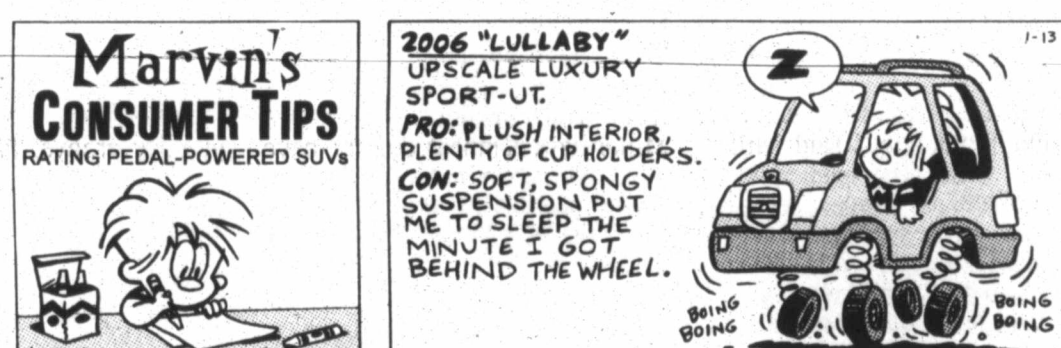 Marvin's
CONSUMER TIPS
RATING PEDAL-POWERED SUVs
2006 "LULLABY"
UPSCALE LUXURY
SPORT-UT.
PRO: PLUSH INTERIOR,
PLENTY OF CUP HOLDERS.
CON: SOFT, SPONGY
SUSPENSION PUT
ME TO SLEEP THE
MINUTE I GOT
BEHIND THE WHEEL.
Z
1-13
BOING
BOING
BOING
BOING